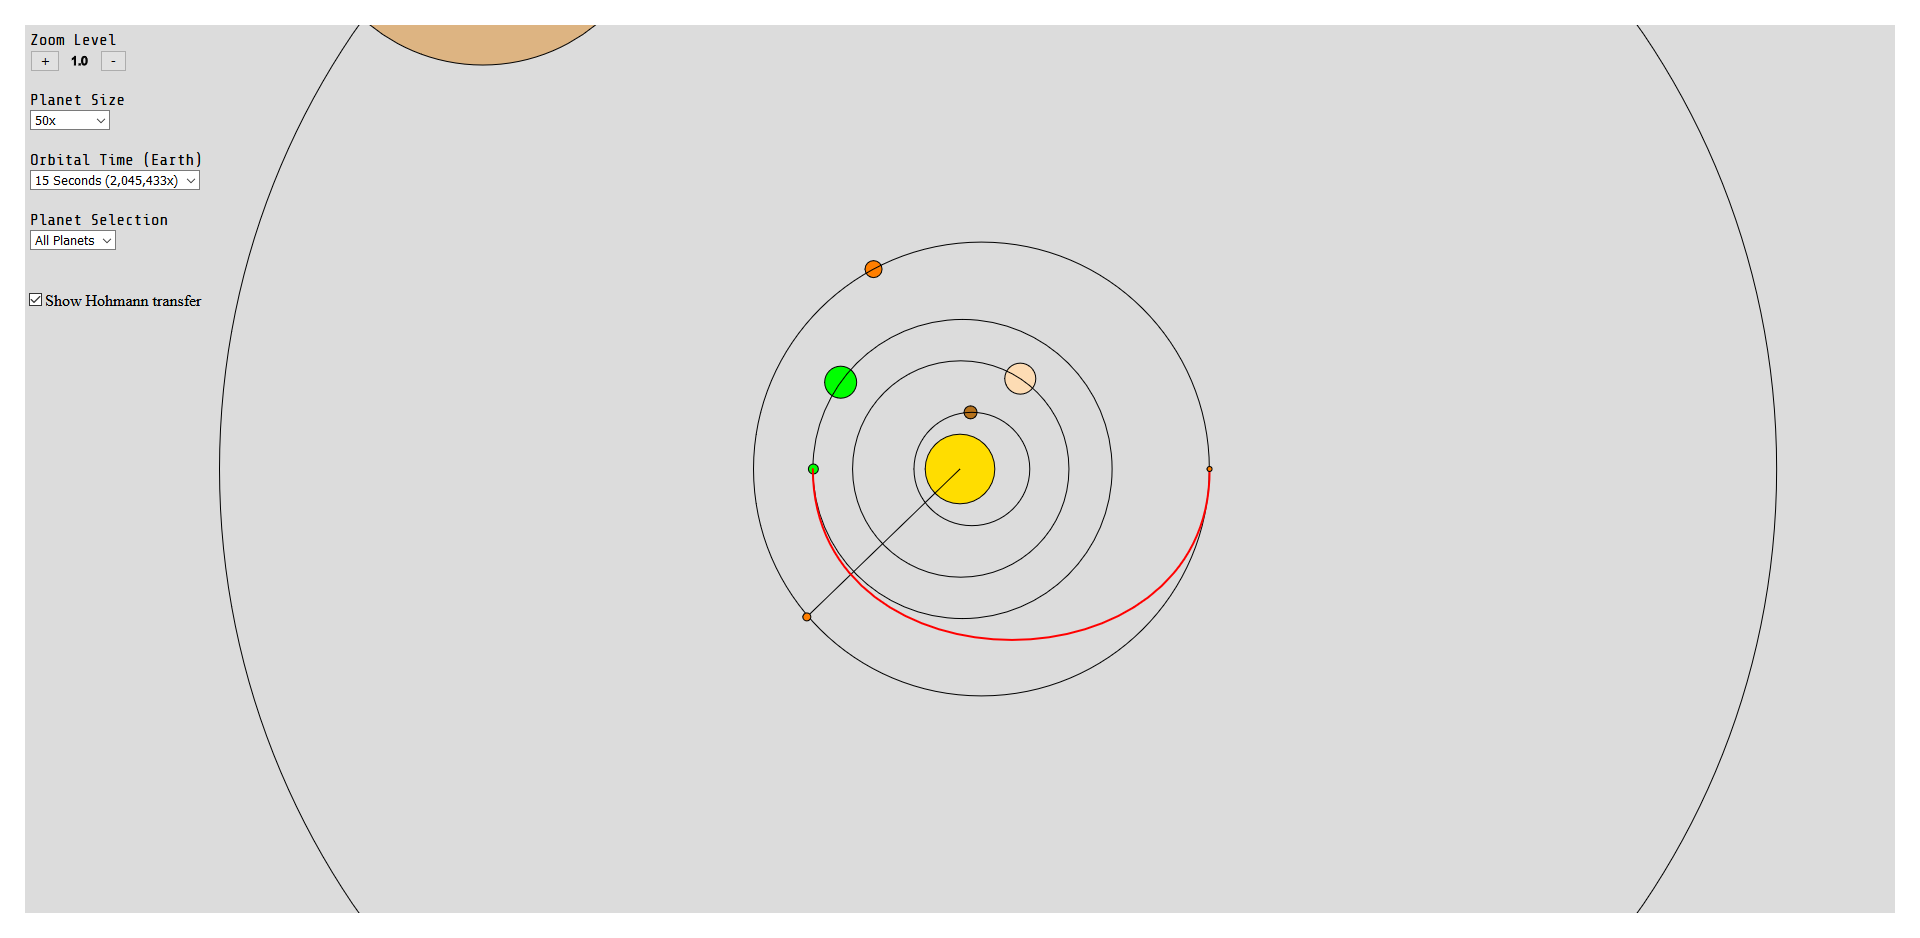 Zoom Level
+ 1.0 -
Planet Size
50x
Orbital Time (Earth)
15 Seconds (2,045,433x)
Planet Selection
All Planets
Show Hohmann transfer